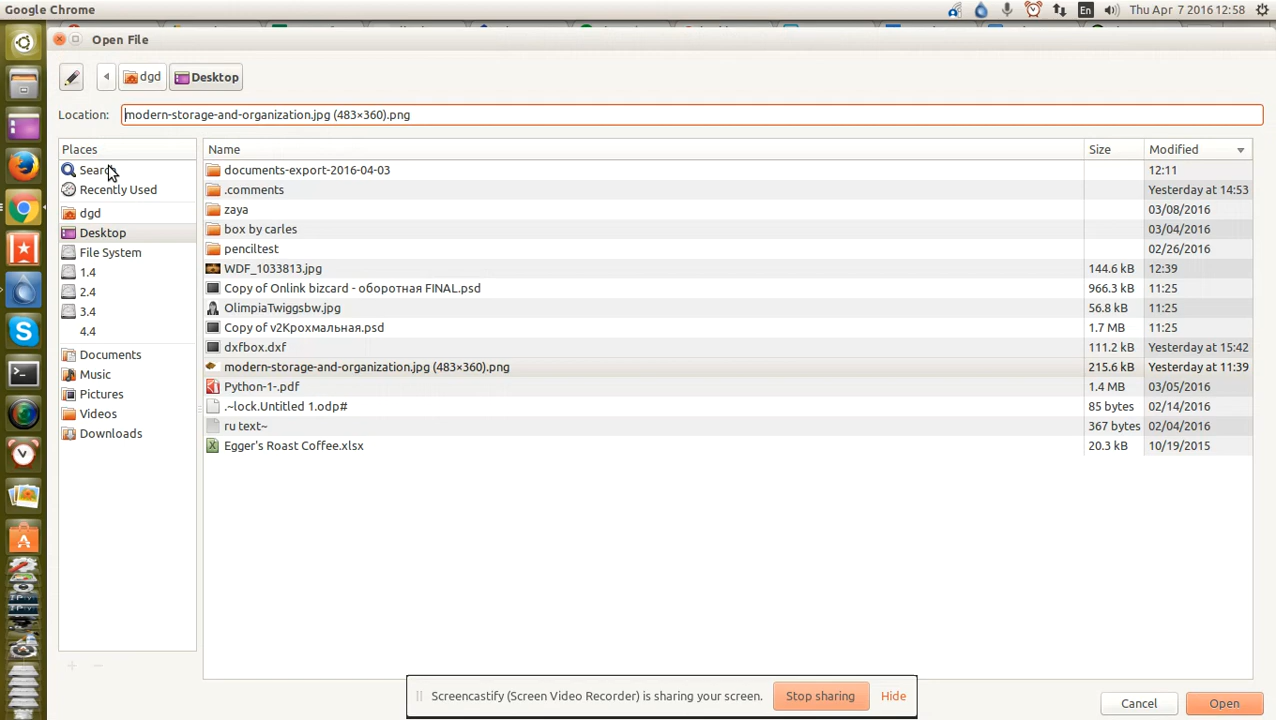 Google Chrome
En
Thu Apr 7 2016 12:58
Open File
dgd
Desktop
Location: modern-storage-and-organization.jpg (483×360).png
Places
Name Size Modified
Search
Recently Used
dgd
Desktop
File System
1.4
2.4
3.4
4.4
Documents
Music
Pictures
Videos
Downloads
documents-export-2016-04-03 12:11
.comments Yesterday at 14:53
zaya 03/08/2016
box by carles 03/04/2016
penciltest 02/26/2016
WDF_1033813.jpg 144.6 kB 12:39
Copy of Onlink bizcard - оборотная FINAL.psd 966.3 kB 11:25
OlimpiaTwiggsbw.jpg 56.8 kB 11:25
Copy of v2Крохмальная.psd 1.7 MB 11:25
dxfbox.dxf 111.2 kB Yesterday at 15:42
modern-storage-and-organization.jpg (483×360).png 215.6 kB Yesterday at 11:39
Python-1-.pdf 1.4 MB 03/05/2016
.~lock.Untitled 1.odp# 85 bytes 02/14/2016
ru text~ 367 bytes 02/04/2016
Egger's Roast Coffee.xlsx 20.3 kB 10/19/2015
Screencastify (Screen Video Recorder) is sharing your screen. Stop sharing Hide
Cancel Open